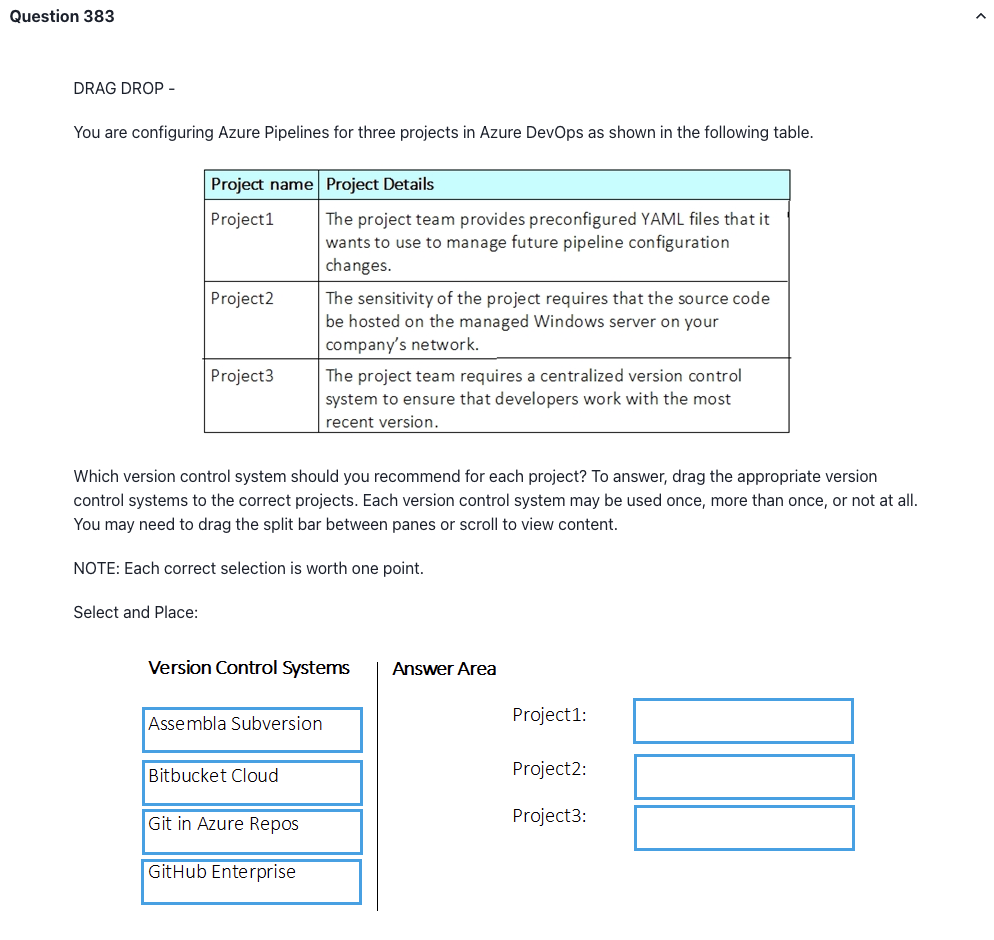 Question 383
DRAG DROP -
You are configuring Azure Pipelines for three projects in Azure DevOps as shown in the following table.
Project name Project Details
Project1 The project team provides preconfigured YAML files that it
wants to use to manage future pipeline configuration
changes.
Project2 The sensitivity of the project requires that the source code
be hosted on the managed Windows server on your
company's network.
Project3 The project team requires a centralized version control
system to ensure that developers work with the most
recent version.
Which version control system should you recommend for each project? To answer, drag the appropriate version
control systems to the correct projects. Each version control system may be used once, more than once, or not at all.
You may need to drag the split bar between panes or scroll to view content.
NOTE: Each correct selection is worth one point.
Select and Place:
Version Control Systems
Assembla Subversion
Bitbucket Cloud
Git in Azure Repos
GitHub Enterprise
Answer Area
Project1:
Project2:
Project3: